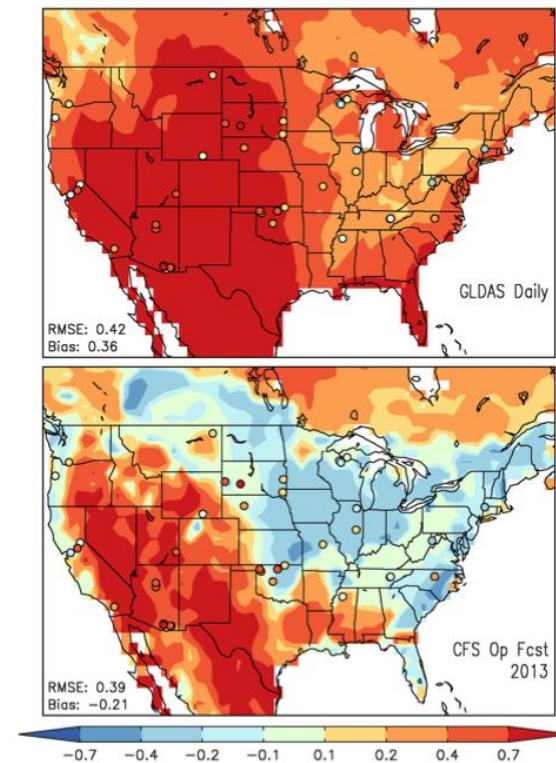 GLDAS Daily
RMSE: 0.42
Bias: 0.36
CFS Op Fcst
2013
RMSE: 0.39
Bias: -0.21
-0.7 -0.4 -0.2 -0.1 0.1 0.2 0.4 0.7